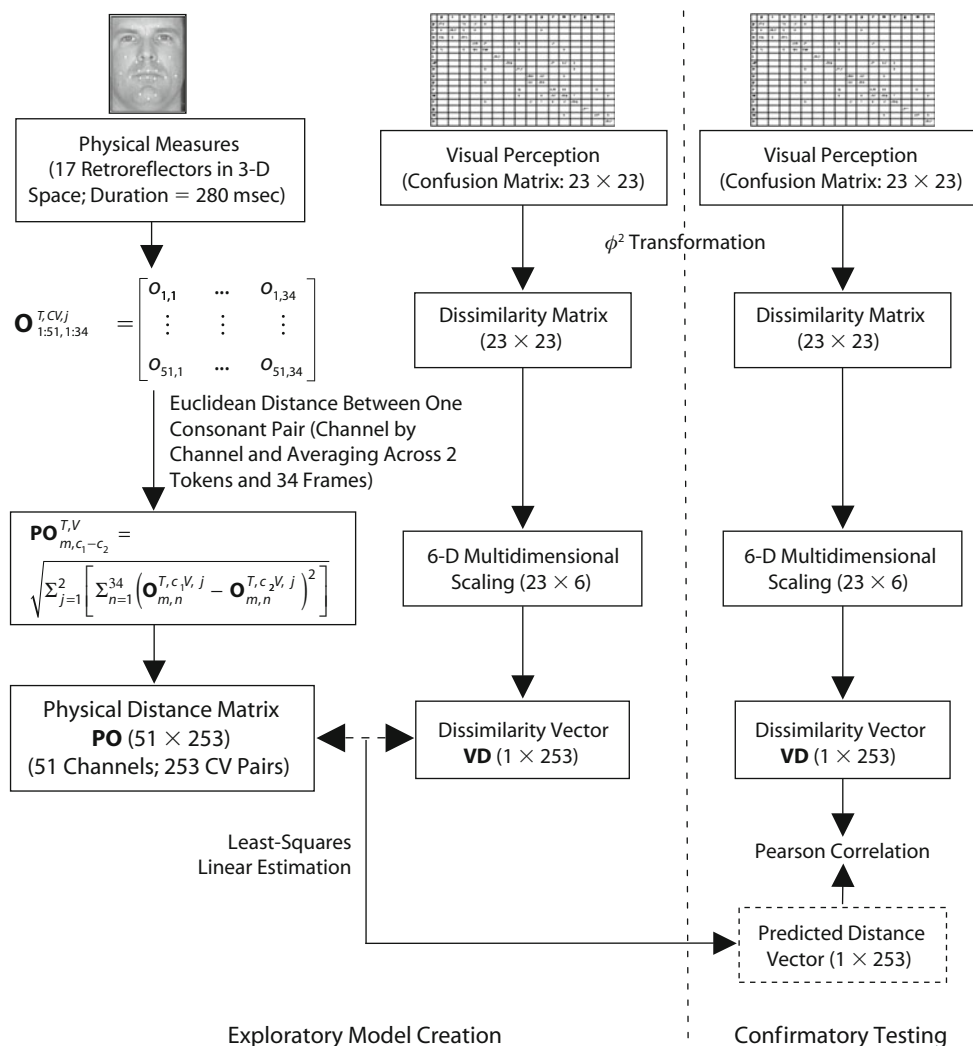 Physical Measures
(17 Retroreflectors in 3-D
Space; Duration = 280 msec)
O^{T,CV,j}_{1:51,1:34} = [
o_{1,1} ... o_{1,34}
⋮ ⋮ ⋮
o_{51,1} ... o_{51,34}
]
Euclidean Distance Between One
Consonant Pair (Channel by
Channel and Averaging Across 2
Tokens and 34 Frames)
PO^{T,V}_{m,c₁−c₂} =
√Σ^{2}_{j=1}[Σ^{34}_{n=1}(O^{T,c₁V,j}_{m,n} − O^{T,c₂V,j}_{m,n})²]
Physical Distance Matrix
PO (51 × 253)
(51 Channels; 253 CV Pairs)
Visual Perception
(Confusion Matrix: 23 × 23)
ϕ² Transformation
Dissimilarity Matrix
(23 × 23)
6-D Multidimensional
Scaling (23 × 6)
Dissimilarity Vector
VD (1 × 253)
Least-Squares
Linear Estimation
Visual Perception
(Confusion Matrix: 23 × 23)
Dissimilarity Matrix
(23 × 23)
6-D Multidimensional
Scaling (23 × 6)
Dissimilarity Vector
VD (1 × 253)
Pearson Correlation
Predicted Distance
Vector (1 × 253)
Exploratory Model Creation
Confirmatory Testing